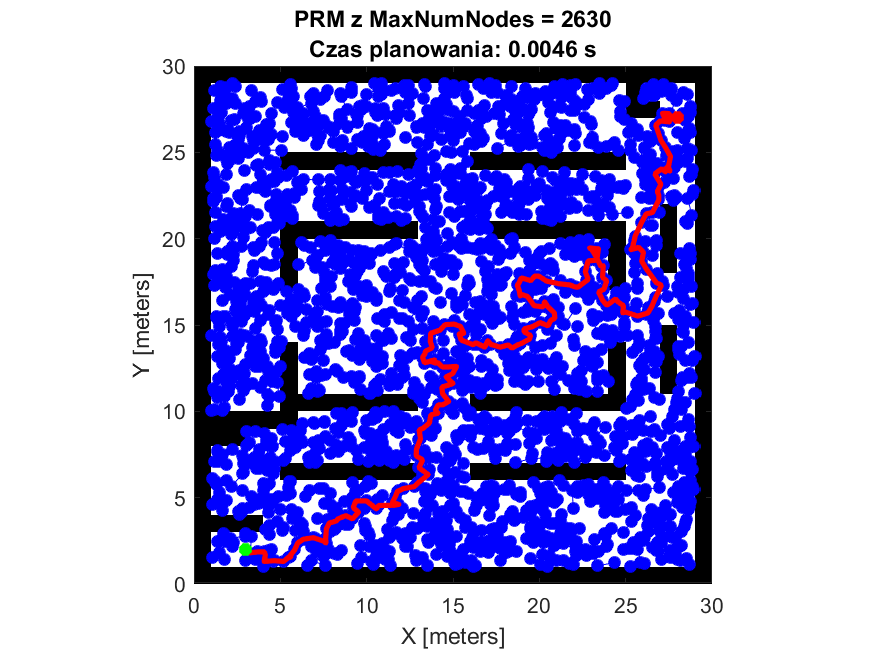 PRM z MaxNumNodes = 2630
Czas planowania: 0.0046 s
30
25
20
15
10
5
0
Y [meters]
0 5 10 15 20 25 30
X [meters]